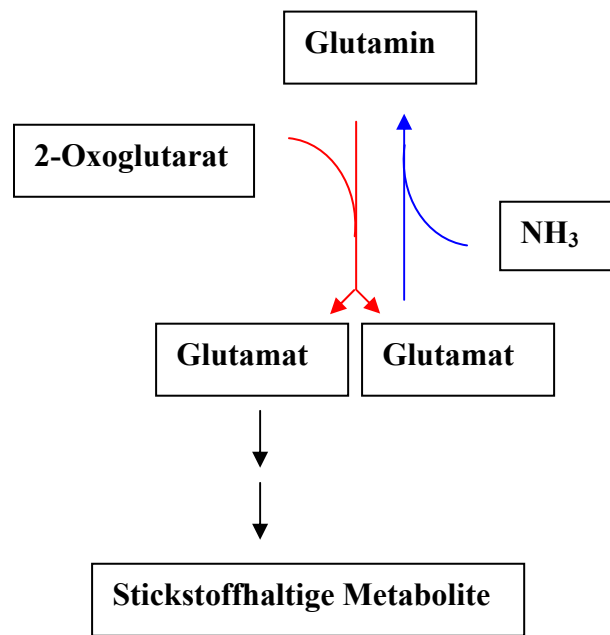 Glutamin
2-Oxoglutarat
NH₃
Glutamat
Glutamat
Stickstoffhaltige Metabolite